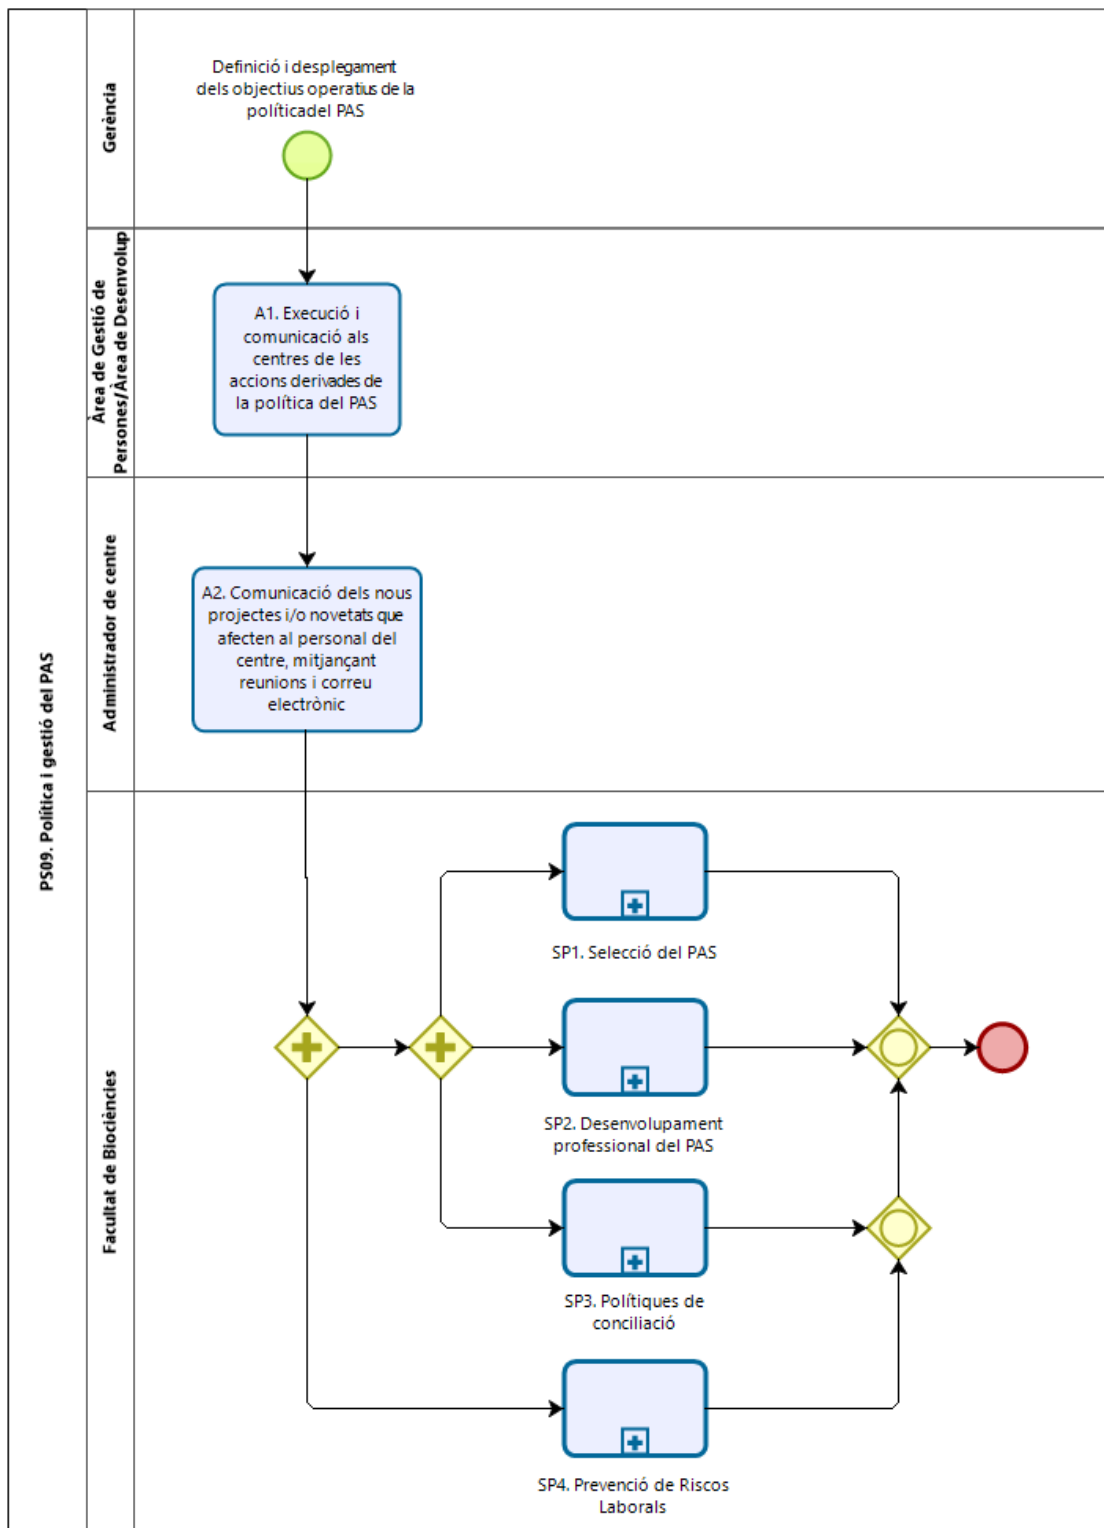 PS09. Política i gestió del PAS
Gerència
Definició i desplegament
dels objectius operatius de la
políticadel PAS
Àrea de Gestió de
Persones/Àrea de Desenvolup
A1. Execució i
comunicació als
centres de les
accions derivades de
la política del PAS
Administrador de centre
A2. Comunicació dels nous
projectes i/o novetats que
afecten al personal del
centre, mitjançant
reunions i correu
electrònic
Facultat de Biociències
SP1. Selecció del PAS
SP2. Desenvolupament
professional del PAS
SP3. Polítiques de
conciliació
SP4. Prevenció de Riscos
Laborals